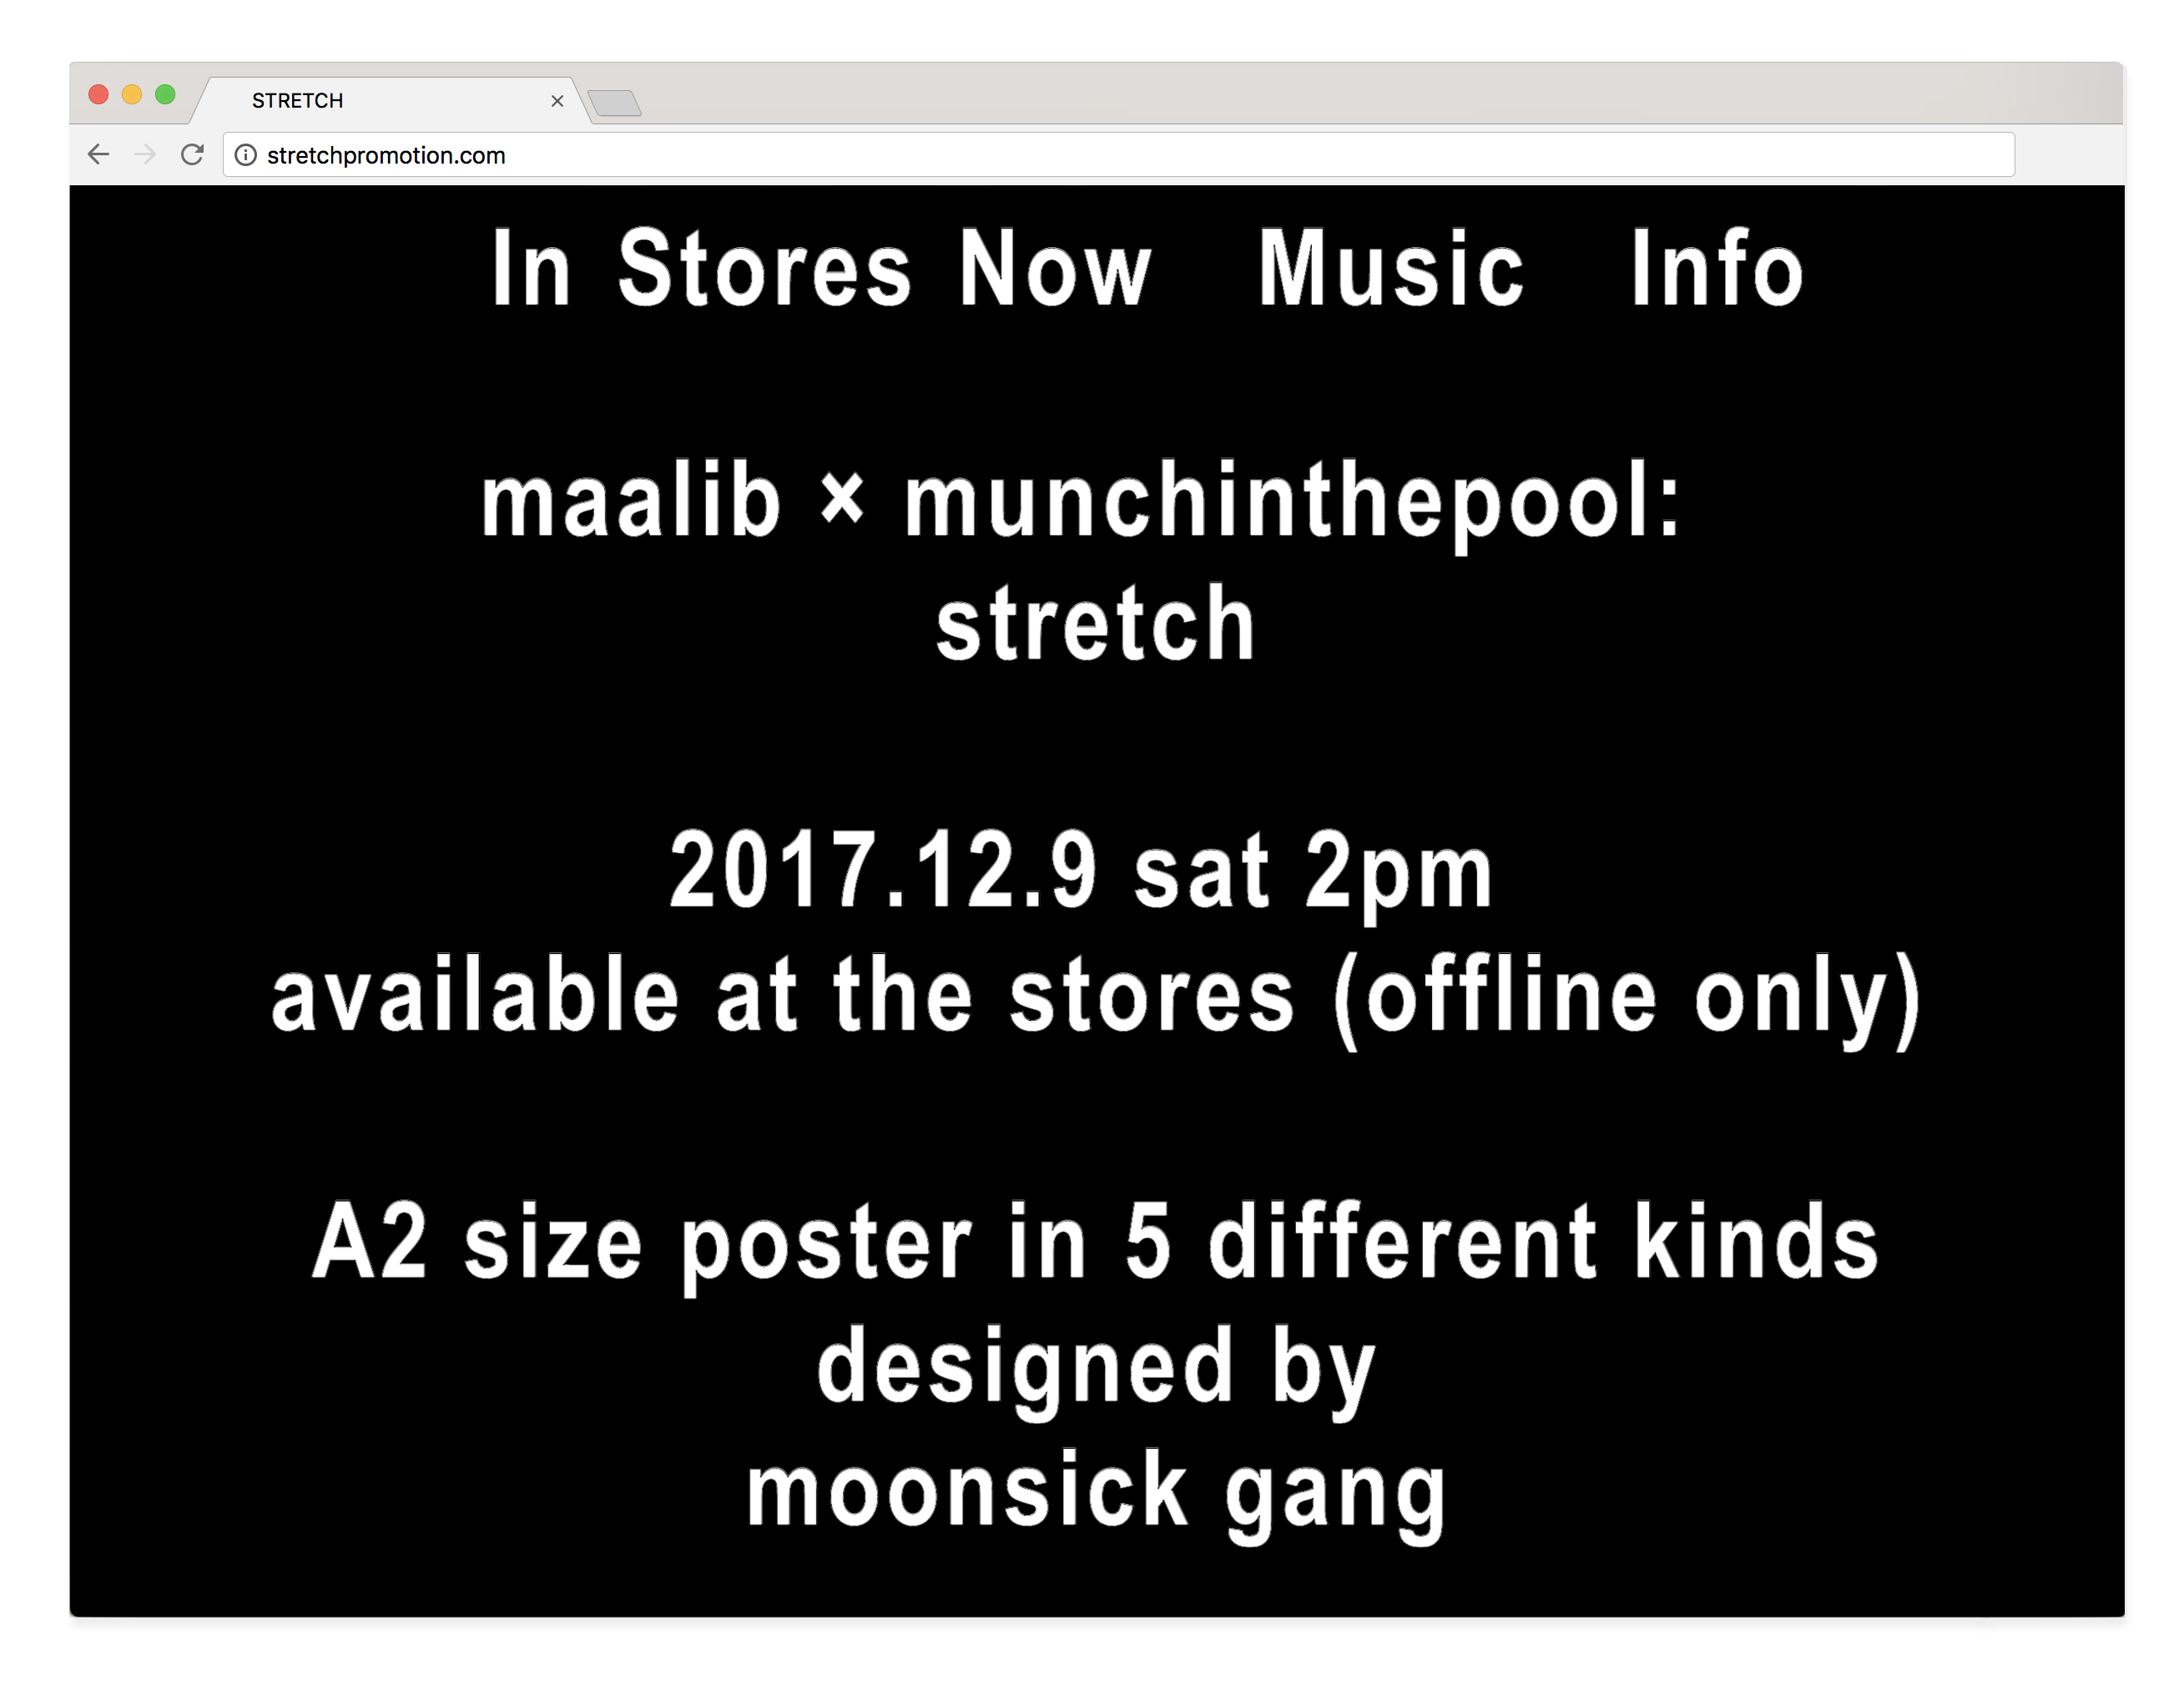 STRETCH
stretchpromotion.com
In Stores Now Music Info
maalib × munchinthepool:
stretch
2017.12.9 sat 2pm
available at the stores (offline only)
A2 size poster in 5 different kinds
designed by
moonsick gang